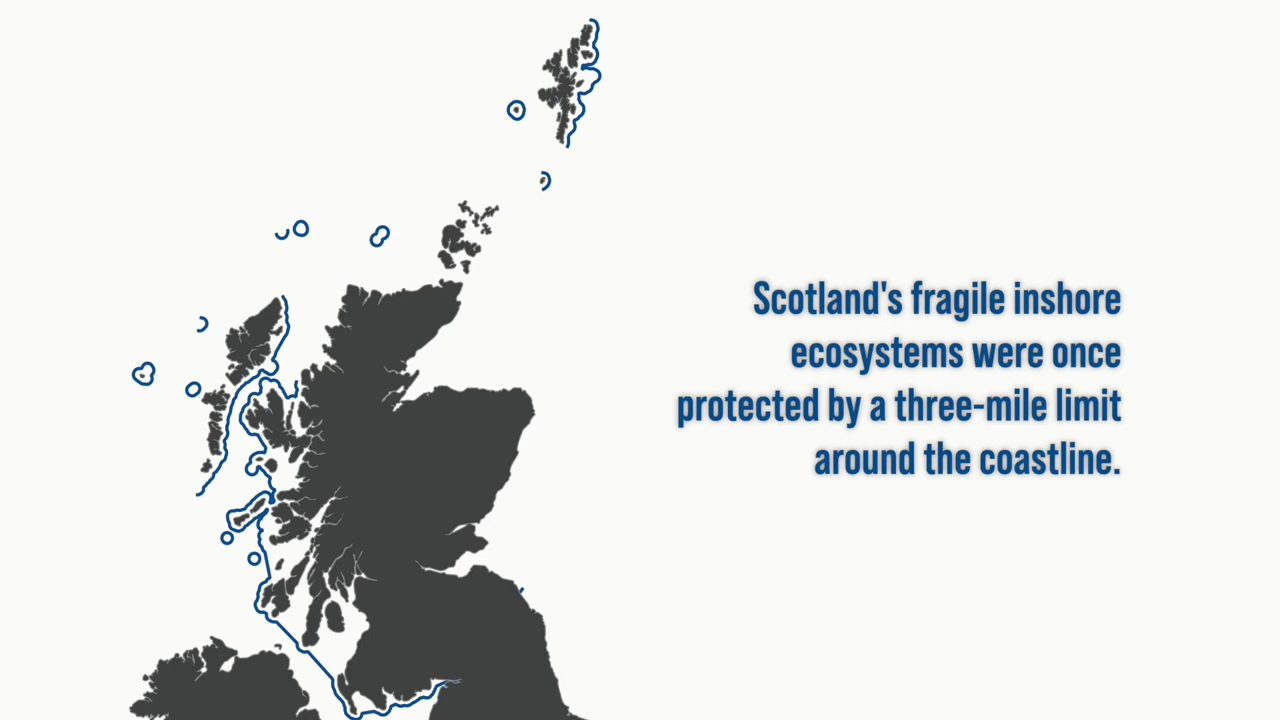 Scotland's fragile inshore
ecosystems were once
protected by a three-mile limit
around the coastline.